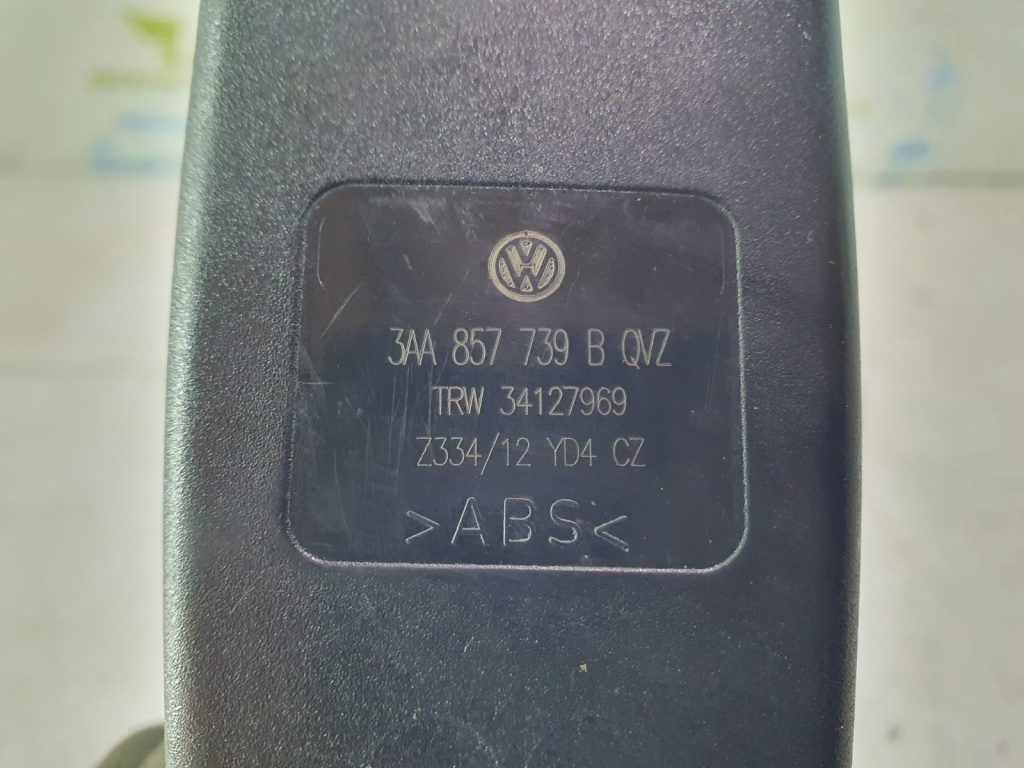 3AA 857 739 B QVZ
TRW 34127969
Z334/12 YD4 CZ
>ABS<